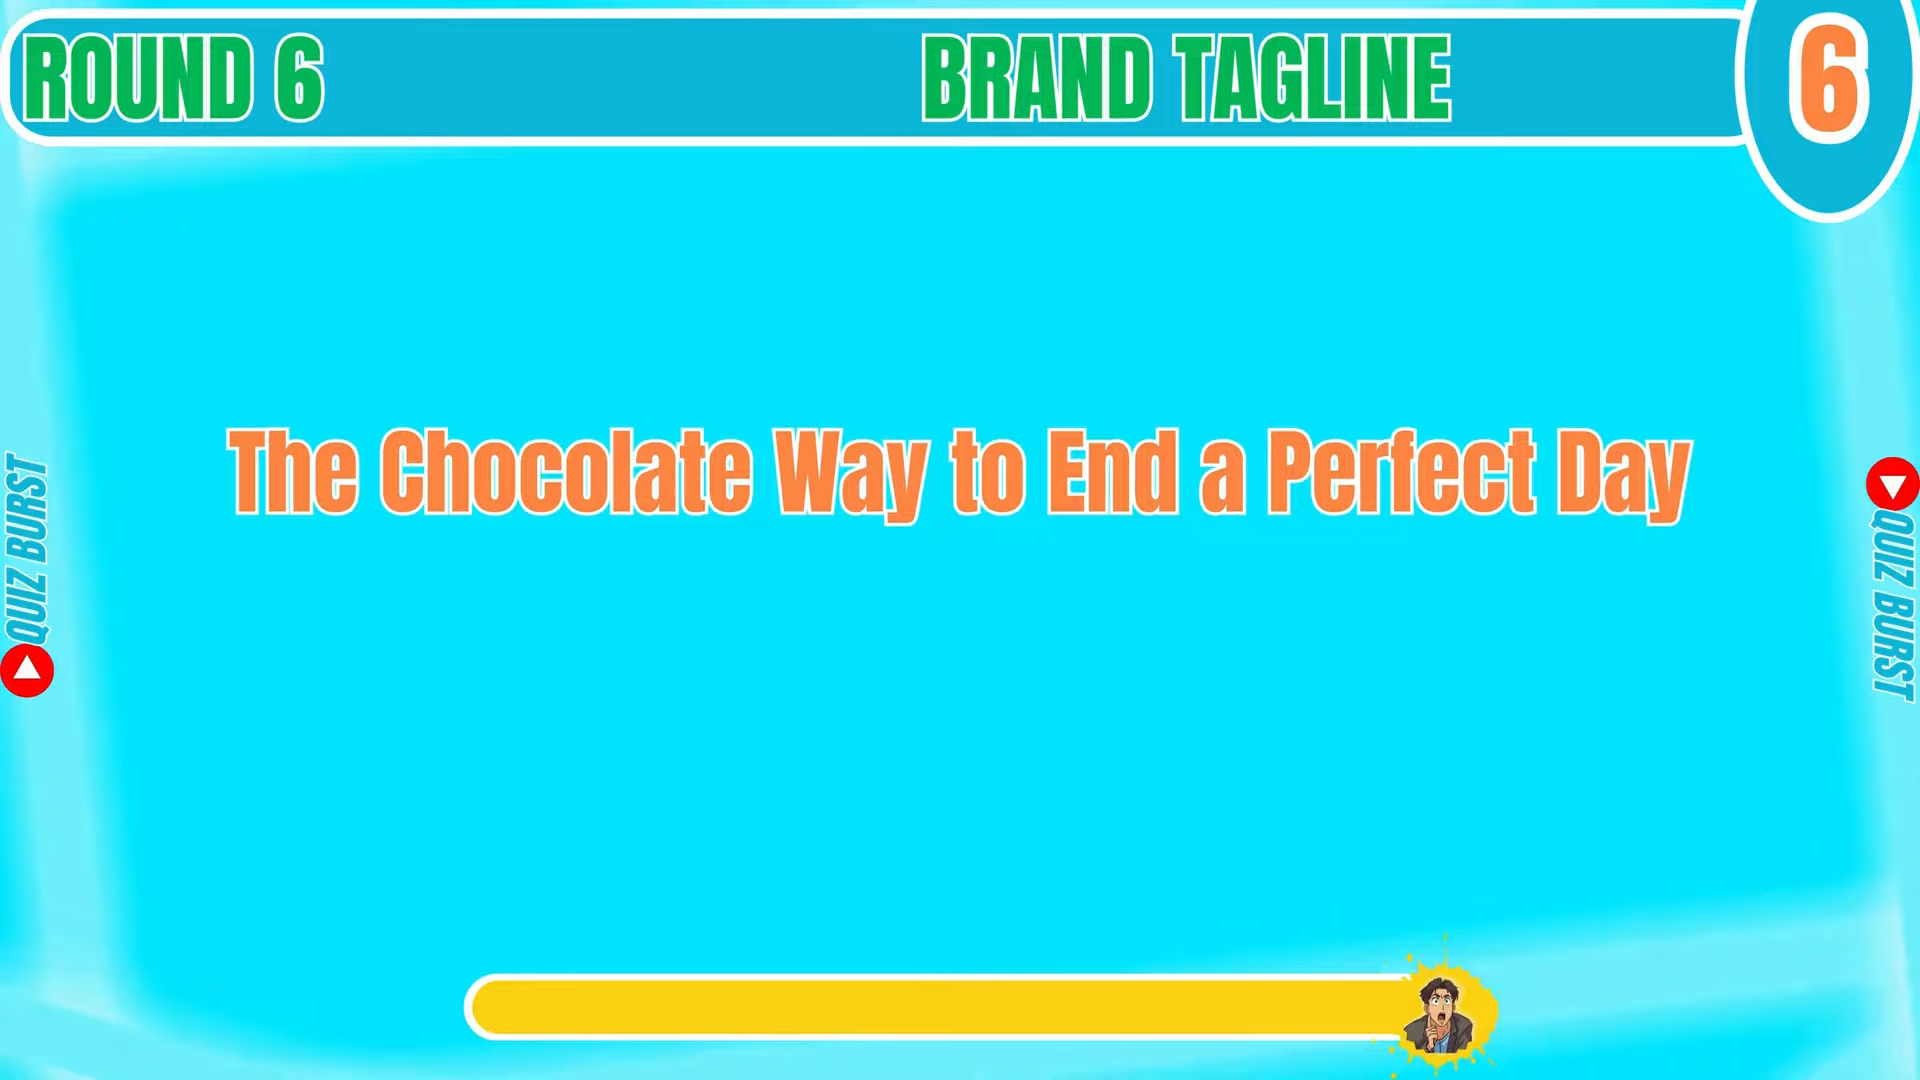 ROUND 6
BRAND TAGLINE
6
The Chocolate Way to End a Perfect Day
QUIZ BURST
QUIZ BURST